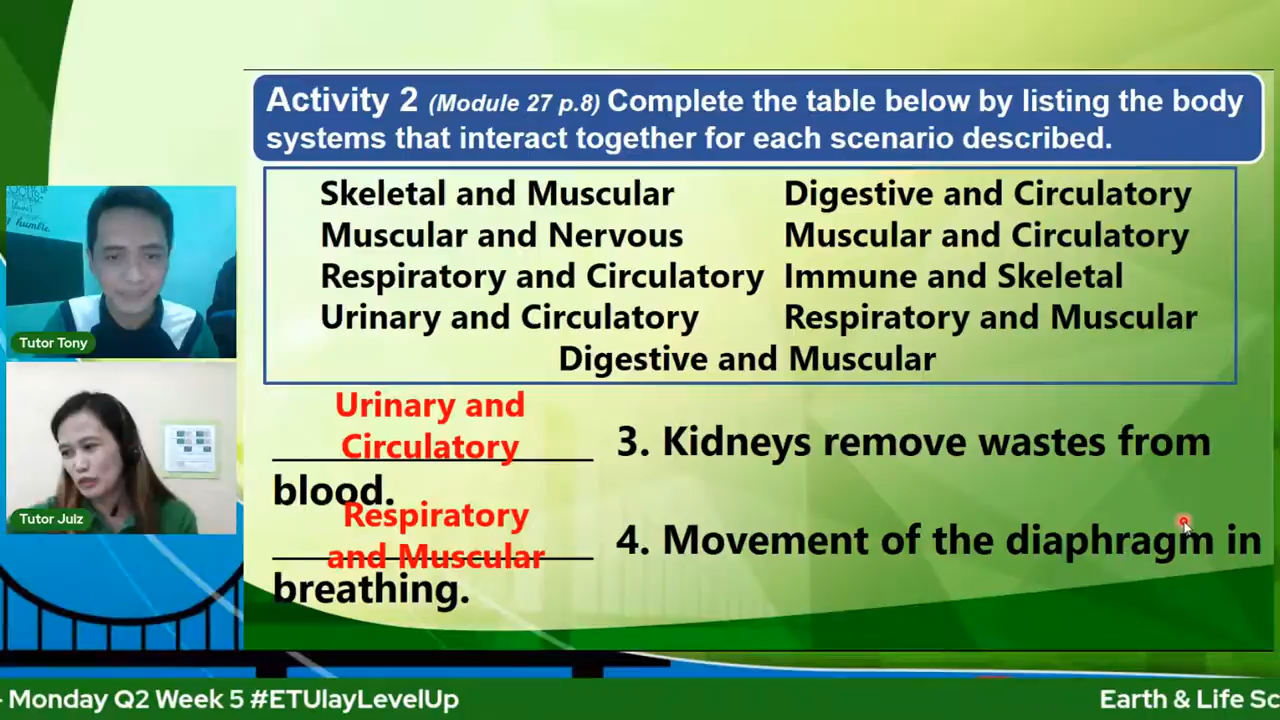 Activity 2 (Module 27 p.8) Complete the table below by listing the body
systems that interact together for each scenario described.
Skeletal and Muscular
Digestive and Circulatory
Muscular and Nervous
Muscular and Circulatory
Respiratory and Circulatory
Immune and Skeletal
Urinary and Circulatory
Respiratory and Muscular
Digestive and Muscular
Urinary and
Circulatory
3. Kidneys remove wastes from
blood.
Respiratory
and Muscular
4. Movement of the diaphragm in
breathing.
humble.
Tutor Tony
Tutor Julz
- Monday Q2 Week 5 #ETUlayLevelUp
Earth & Life Sc